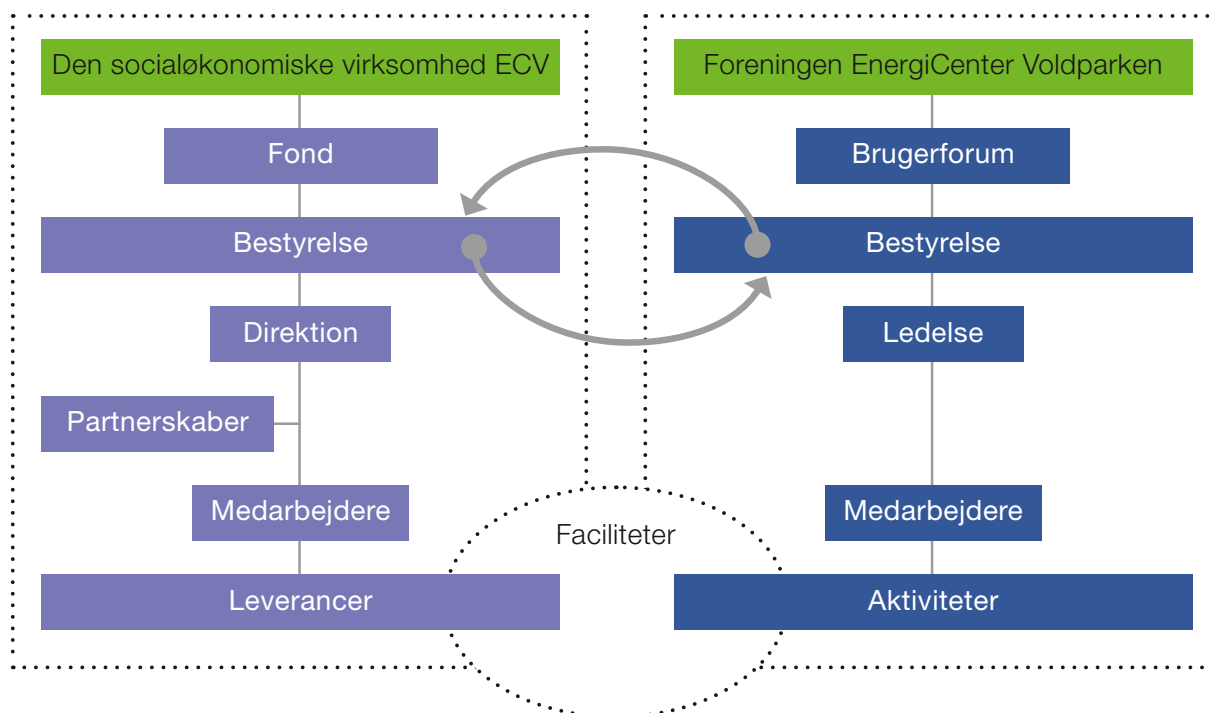 Den socialøkonomiske virksomhed ECV
Fond
Bestyrelse
Direktion
Partnerskaber
Medarbejdere
Leverancer
Foreningen EnergiCenter Voldparken
Brugerforum
Bestyrelse
Ledelse
Medarbejdere
Aktiviteter
Faciliteter